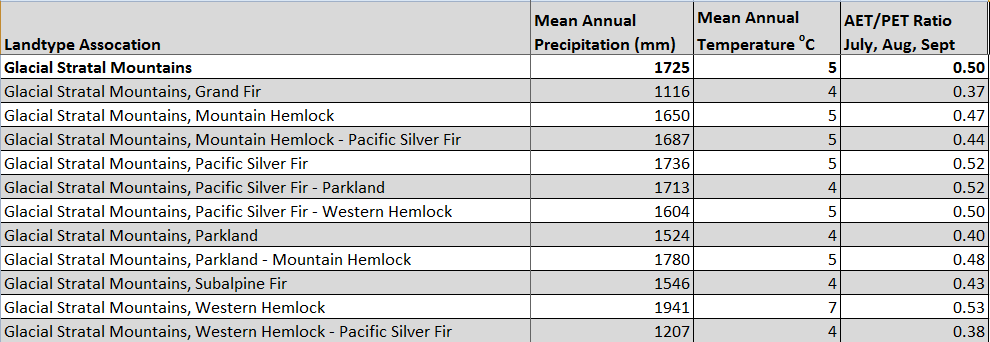 Landtype Assocation Mean Annual Precipitation (mm) Mean Annual Temperature °C AET/PET Ratio July, Aug, Sept
Glacial Stratal Mountains 1725 5 0.50
Glacial Stratal Mountains, Grand Fir 1116 4 0.37
Glacial Stratal Mountains, Mountain Hemlock 1650 5 0.47
Glacial Stratal Mountains, Mountain Hemlock - Pacific Silver Fir 1687 5 0.44
Glacial Stratal Mountains, Pacific Silver Fir 1736 5 0.52
Glacial Stratal Mountains, Pacific Silver Fir - Parkland 1713 4 0.52
Glacial Stratal Mountains, Pacific Silver Fir - Western Hemlock 1604 5 0.50
Glacial Stratal Mountains, Parkland 1524 4 0.40
Glacial Stratal Mountains, Parkland - Mountain Hemlock 1780 5 0.48
Glacial Stratal Mountains, Subalpine Fir 1546 4 0.43
Glacial Stratal Mountains, Western Hemlock 1941 7 0.53
Glacial Stratal Mountains, Western Hemlock - Pacific Silver Fir 1207 4 0.38